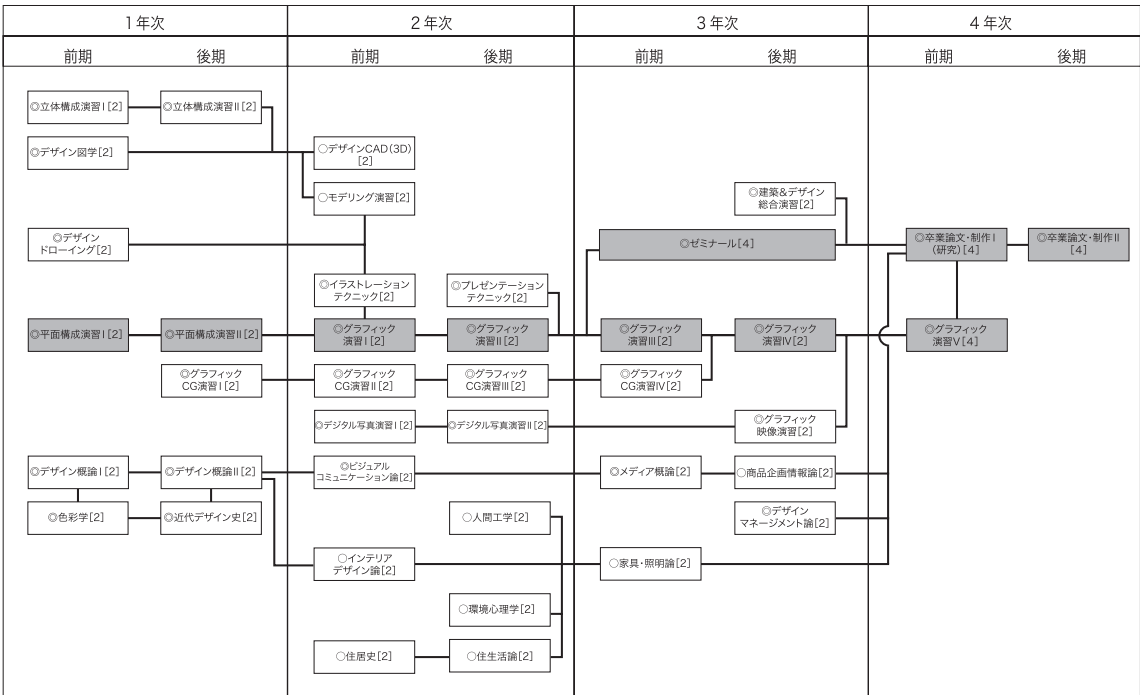 1年次
2年次
3年次
4年次
前期
後期
前期
後期
前期
後期
前期
後期
◎立体構成演習Ⅰ[2]
◎立体構成演習Ⅱ[2]
◎デザイン図学[2]
○デザインCAD(3D)
[2]
○モデリング演習[2]
◎建築&デザイン
総合演習[2]
◎デザイン
ドローイング[2]
◎ゼミナール[4]
◎卒業論文・制作Ⅰ
(研究)[4]
◎卒業論文・制作Ⅱ
[4]
◎イラストレーション
テクニック[2]
◎プレゼンテーション
テクニック[2]
◎平面構成演習Ⅰ[2]
◎平面構成演習Ⅱ[2]
◎グラフィック
演習Ⅰ[2]
◎グラフィック
演習Ⅱ[2]
◎グラフィック
演習Ⅲ[2]
◎グラフィック
演習Ⅳ[2]
◎グラフィック
演習Ⅴ[4]
◎グラフィック
CG演習Ⅰ[2]
◎グラフィック
CG演習Ⅱ[2]
◎グラフィック
CG演習Ⅲ[2]
◎グラフィック
CG演習Ⅳ[2]
◎デジタル写真演習Ⅰ[2]
◎デジタル写真演習Ⅱ[2]
◎グラフィック
映像演習[2]
◎デザイン概論Ⅰ[2]
◎デザイン概論Ⅱ[2]
◎ビジュアル
コミュニケーション論[2]
◎メディア概論[2]
○商品企画情報論[2]
◎色彩学[2]
◎近代デザイン史[2]
○人間工学[2]
◎デザイン
マネージメント論[2]
○インテリア
デザイン論[2]
○家具・照明論[2]
○環境心理学[2]
○住居史[2]
○住生活論[2]